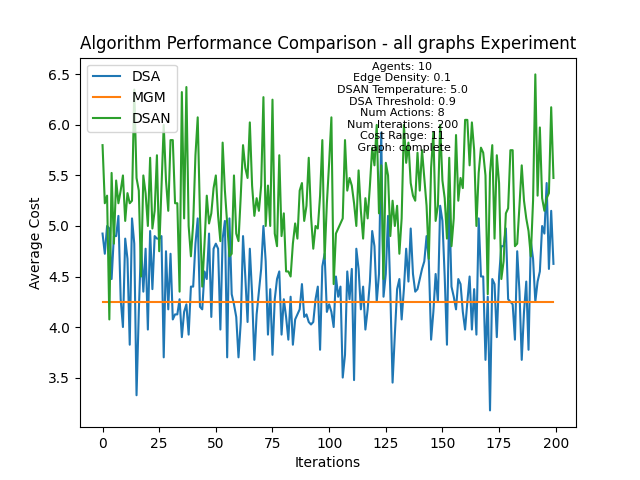 Algorithm Performance Comparison - all graphs Experiment
DSA
MGM
DSAN
Agents: 10
Edge Density: 0.1
DSAN Temperature: 5.0
DSA Threshold: 0.9
Num Actions: 8
Num Iterations: 200
Cost Range: 11
Graph: complete
Average Cost
6.5
6.0
5.5
5.0
4.5
4.0
3.5
0 25 50 75 100 125 150 175 200
Iterations